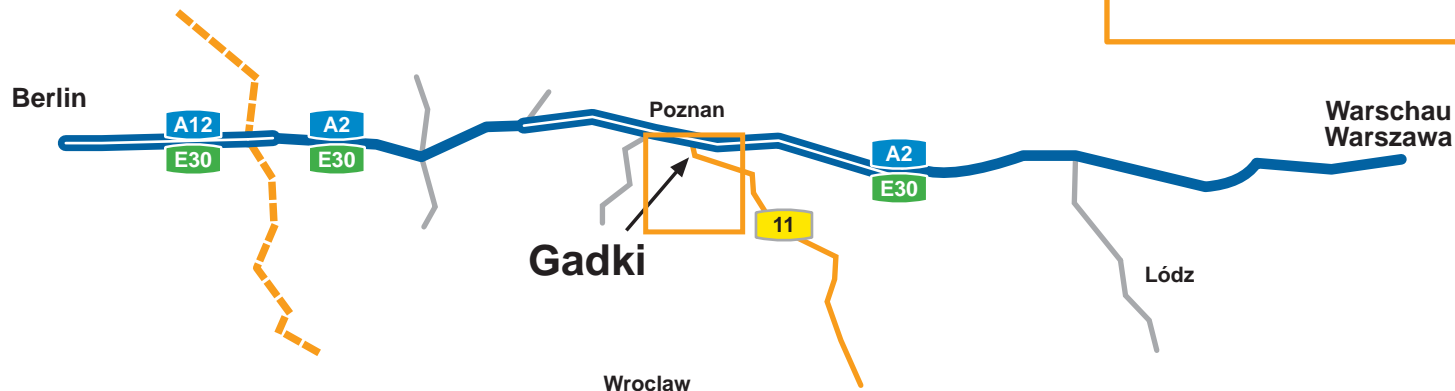 Berlin
A12
E30
A2
E30
Poznan
A2
E30
Warschau
Warszawa
11
Gadki
Lódz
Wroclaw